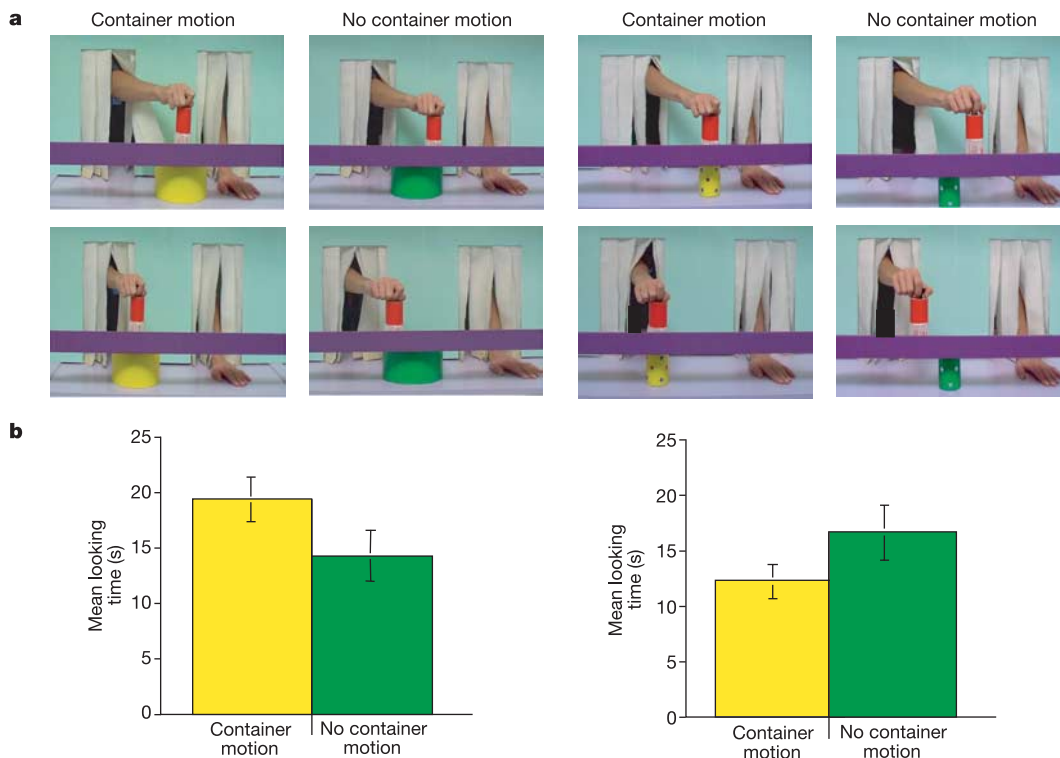 a
Container motion
No container motion
Container motion
No container motion
b
25
20
15
10
5
0
Mean looking
time (s)
Container
motion
No container
motion
25
20
15
10
5
0
Mean looking
time (s)
Container
motion
No container
motion